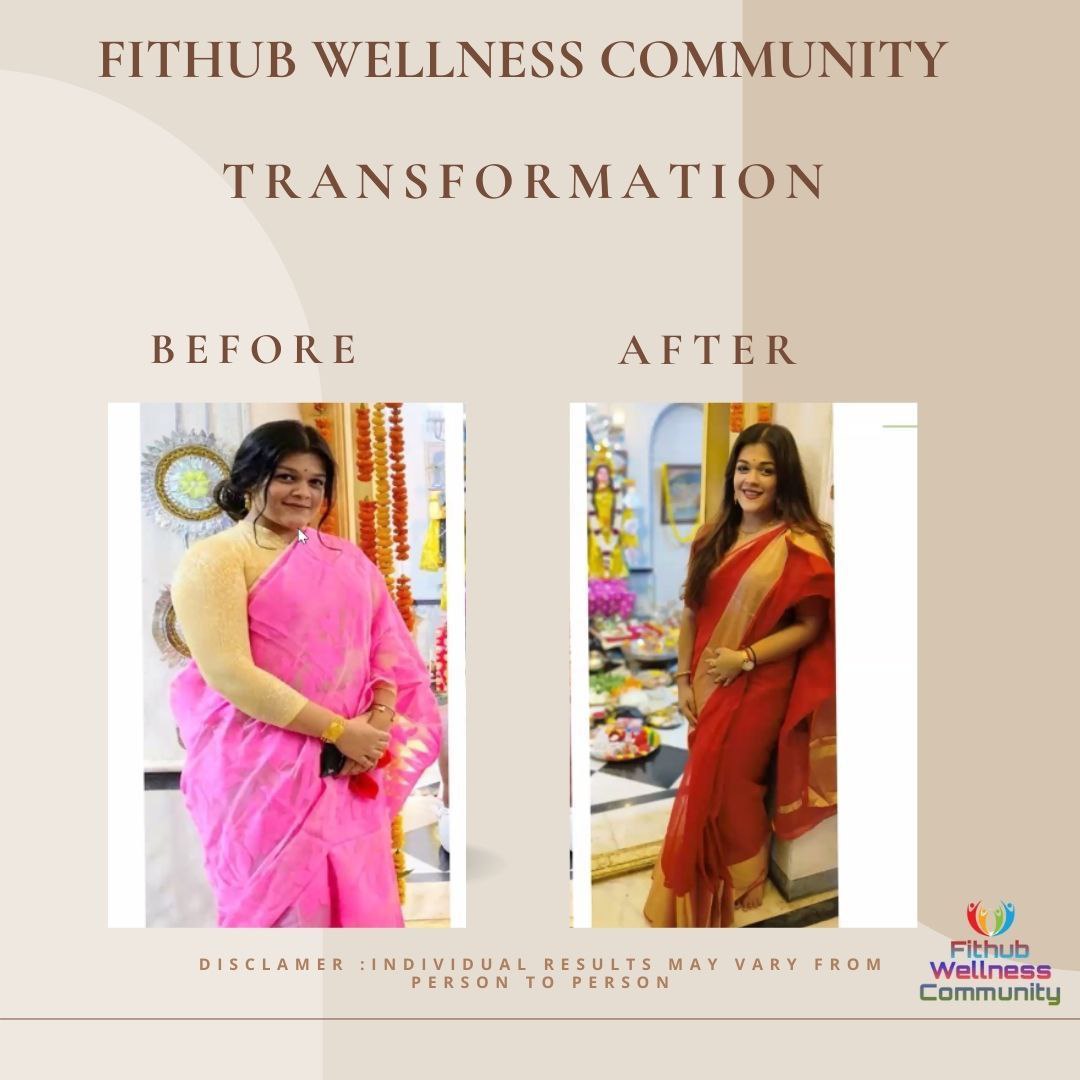 FITHUB WELLNESS COMMUNITY
TRANSFORMATION
BEFORE
AFTER
DISCLAMER :INDIVIDUAL RESULTS MAY VARY FROM
PERSON TO PERSON
Fithub
Wellness
Community